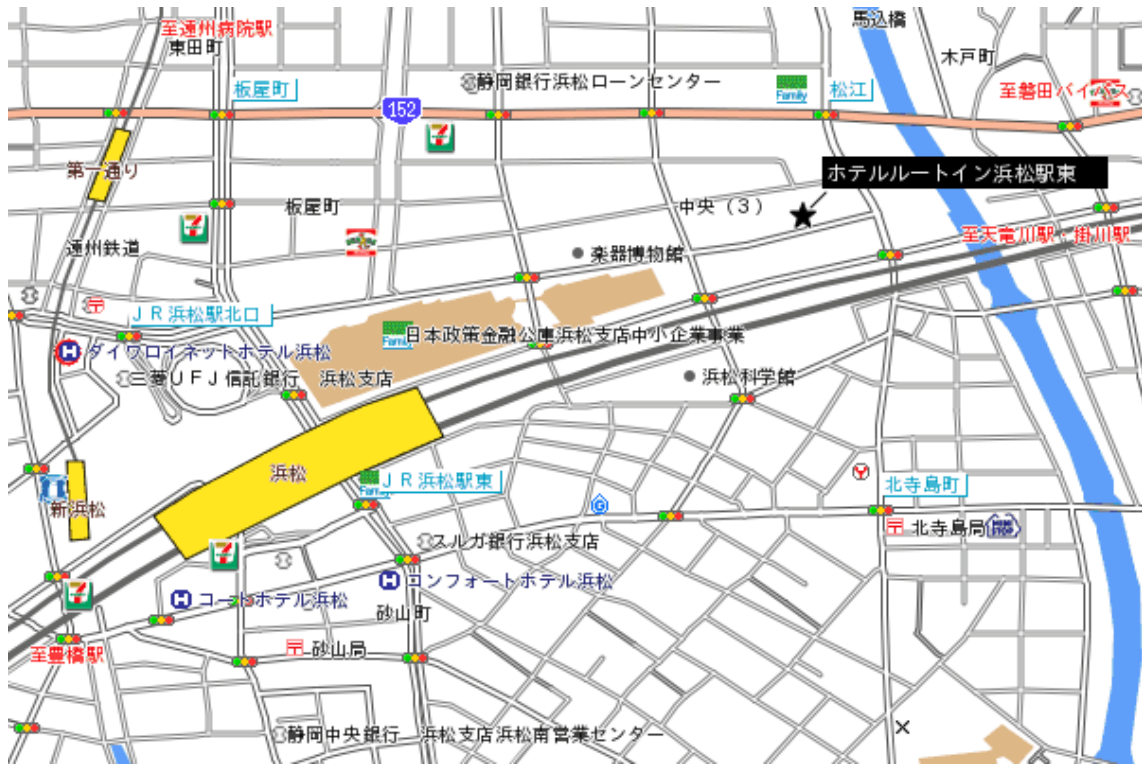 馬込橋
至遠州病院駅
東田町
木戸町
静岡銀行浜松ローンセンター
板屋町
Family
松江
至磐田バイパス
152
第一通り
ホテルルートイン浜松駅東
板屋町
中央(3)
遠州鉄道
至天竜川駅・掛川駅
楽器博物館
JR浜松駅北口
Family
日本政策金融公庫浜松支店中小企業事業
ダイワロイネットホテル浜松
三菱UFJ信託銀行 浜松支店
浜松科学館
浜松
Family
JR浜松駅東
北寺島町
新浜松
北寺島局
MINI STOP
スルガ銀行浜松支店
コンフォートホテル浜松
コートホテル浜松
砂山町
砂山局
至豊橋駅
静岡中央銀行 浜松支店浜松南営業センター